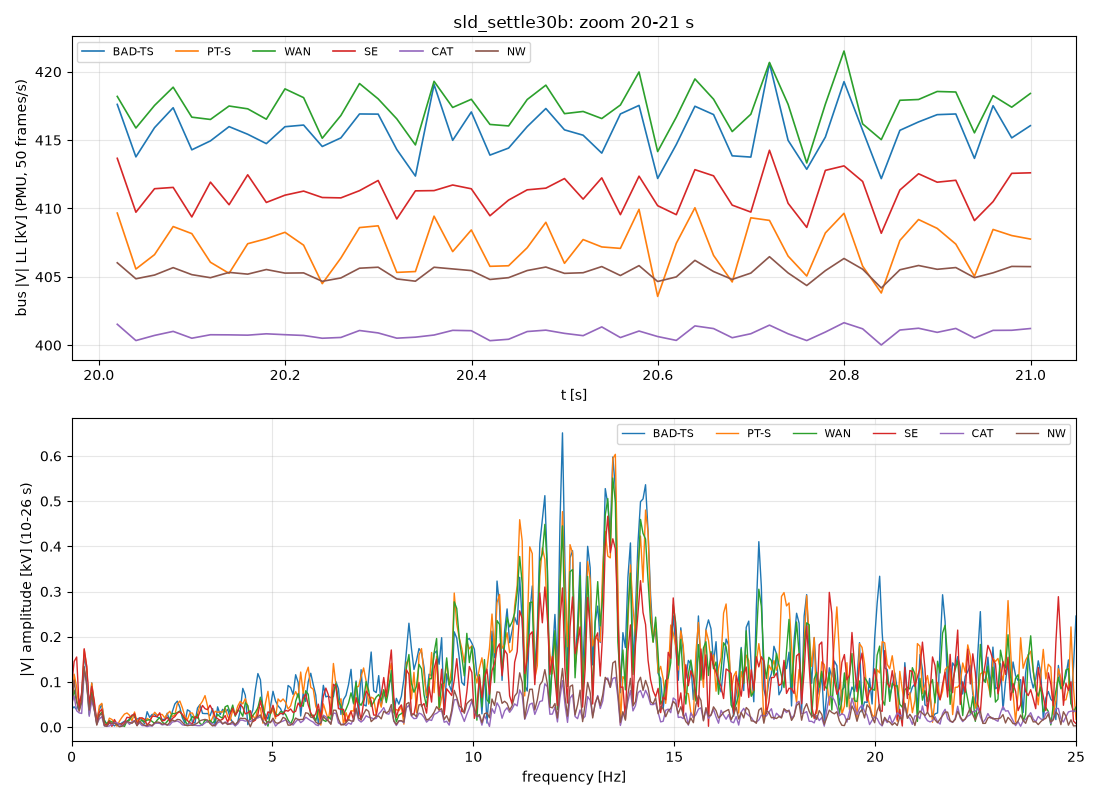 sld_settle30b: zoom 20-21 s
BAD-TS PT-S WAN SE CAT NW
420
415
410
405
400
bus |V| LL [kV] (PMU, 50 frames/s)
20.0 20.2 20.4 20.6 20.8 21.0
t [s]
BAD-TS PT-S WAN SE CAT NW
0.6
0.5
0.4
0.3
0.2
0.1
0.0
|V| amplitude [kV] (10-26 s)
0 5 10 15 20 25
frequency [Hz]